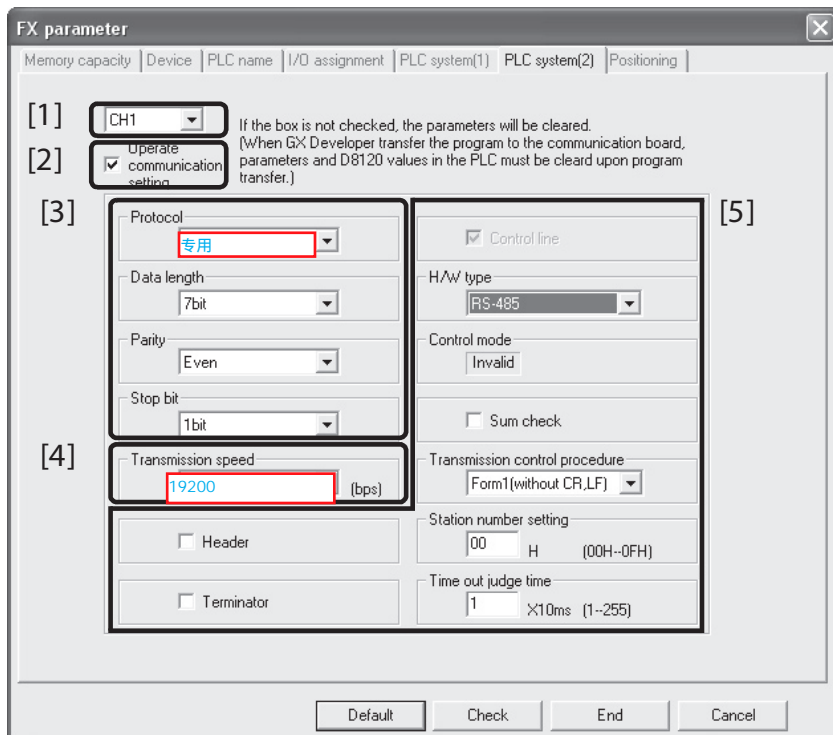 FX parameter
Memory capacity Device PLC name I/O assignment PLC system(1) PLC system(2) Positioning
[1] CH1
If the box is not checked, the parameters will be cleared.
(When GX Developer transfer the program to the communication board,
parameters and D8120 values in the PLC must be cleard upon program
transfer.)
[2] Operate
communication
setting
[3] [5]
Protocol
专用
Control line
Data length
7bit
H/W type
RS-485
Parity
Even
Control mode
Invalid
Stop bit
1bit
Sum check
[4] Transmission speed
19200 (bps)
Transmission control procedure
Form1(without CR,LF)
Header
Station number setting
00 H (00H--0FH)
Terminator
Time out judge time
1 X10ms (1--255)
Default Check End Cancel